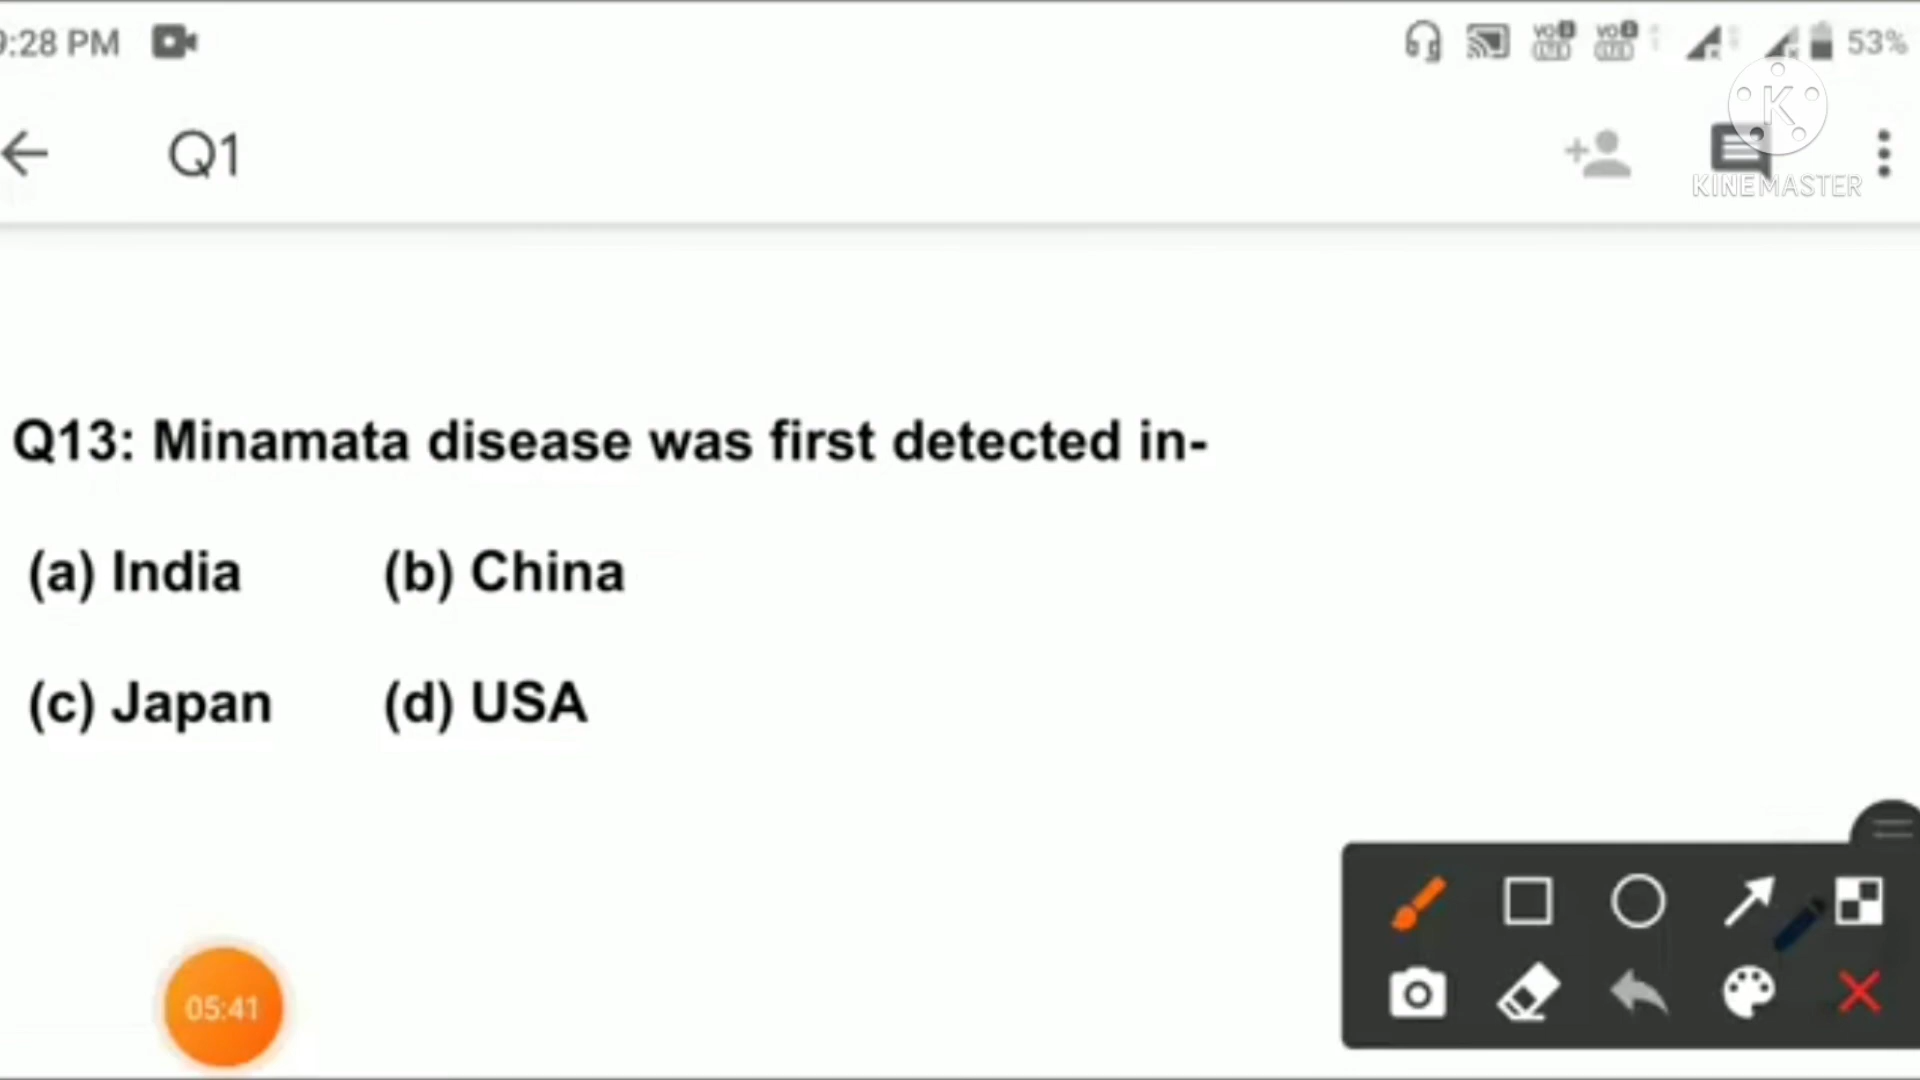 :28 PM
53%
Q1
KINEMASTER
Q13: Minamata disease was first detected in-
(a) India (b) China
(c) Japan (d) USA
05:41